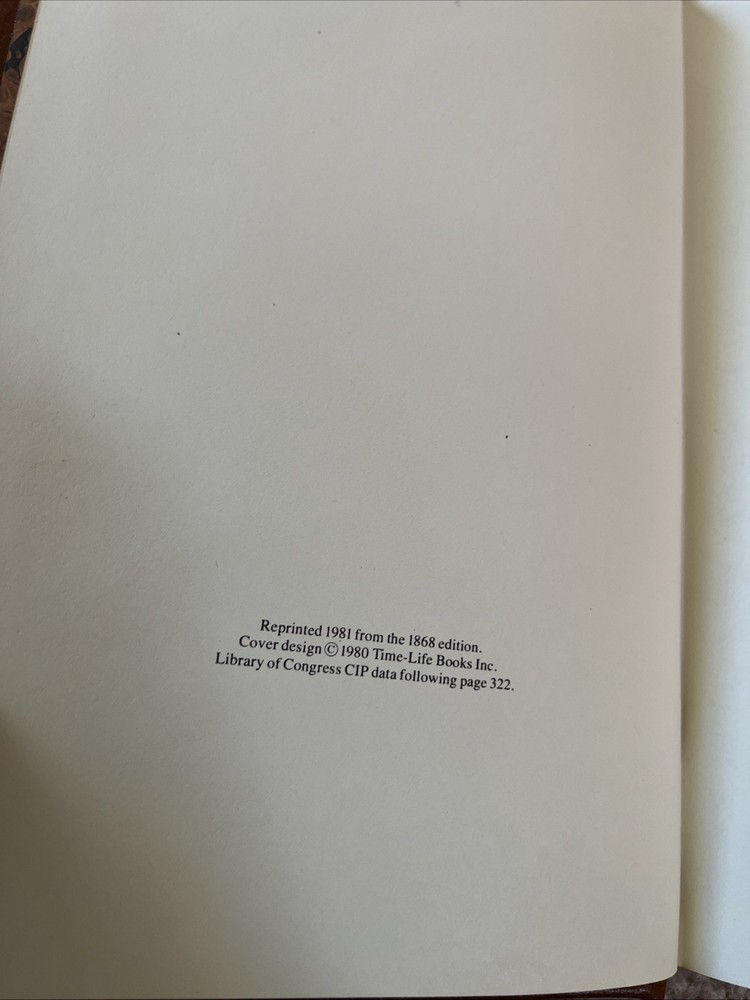 Reprinted 1981 from the 1868 edition.
Cover design © 1980 Time-Life Books Inc.
Library of Congress CIP data following page 322.